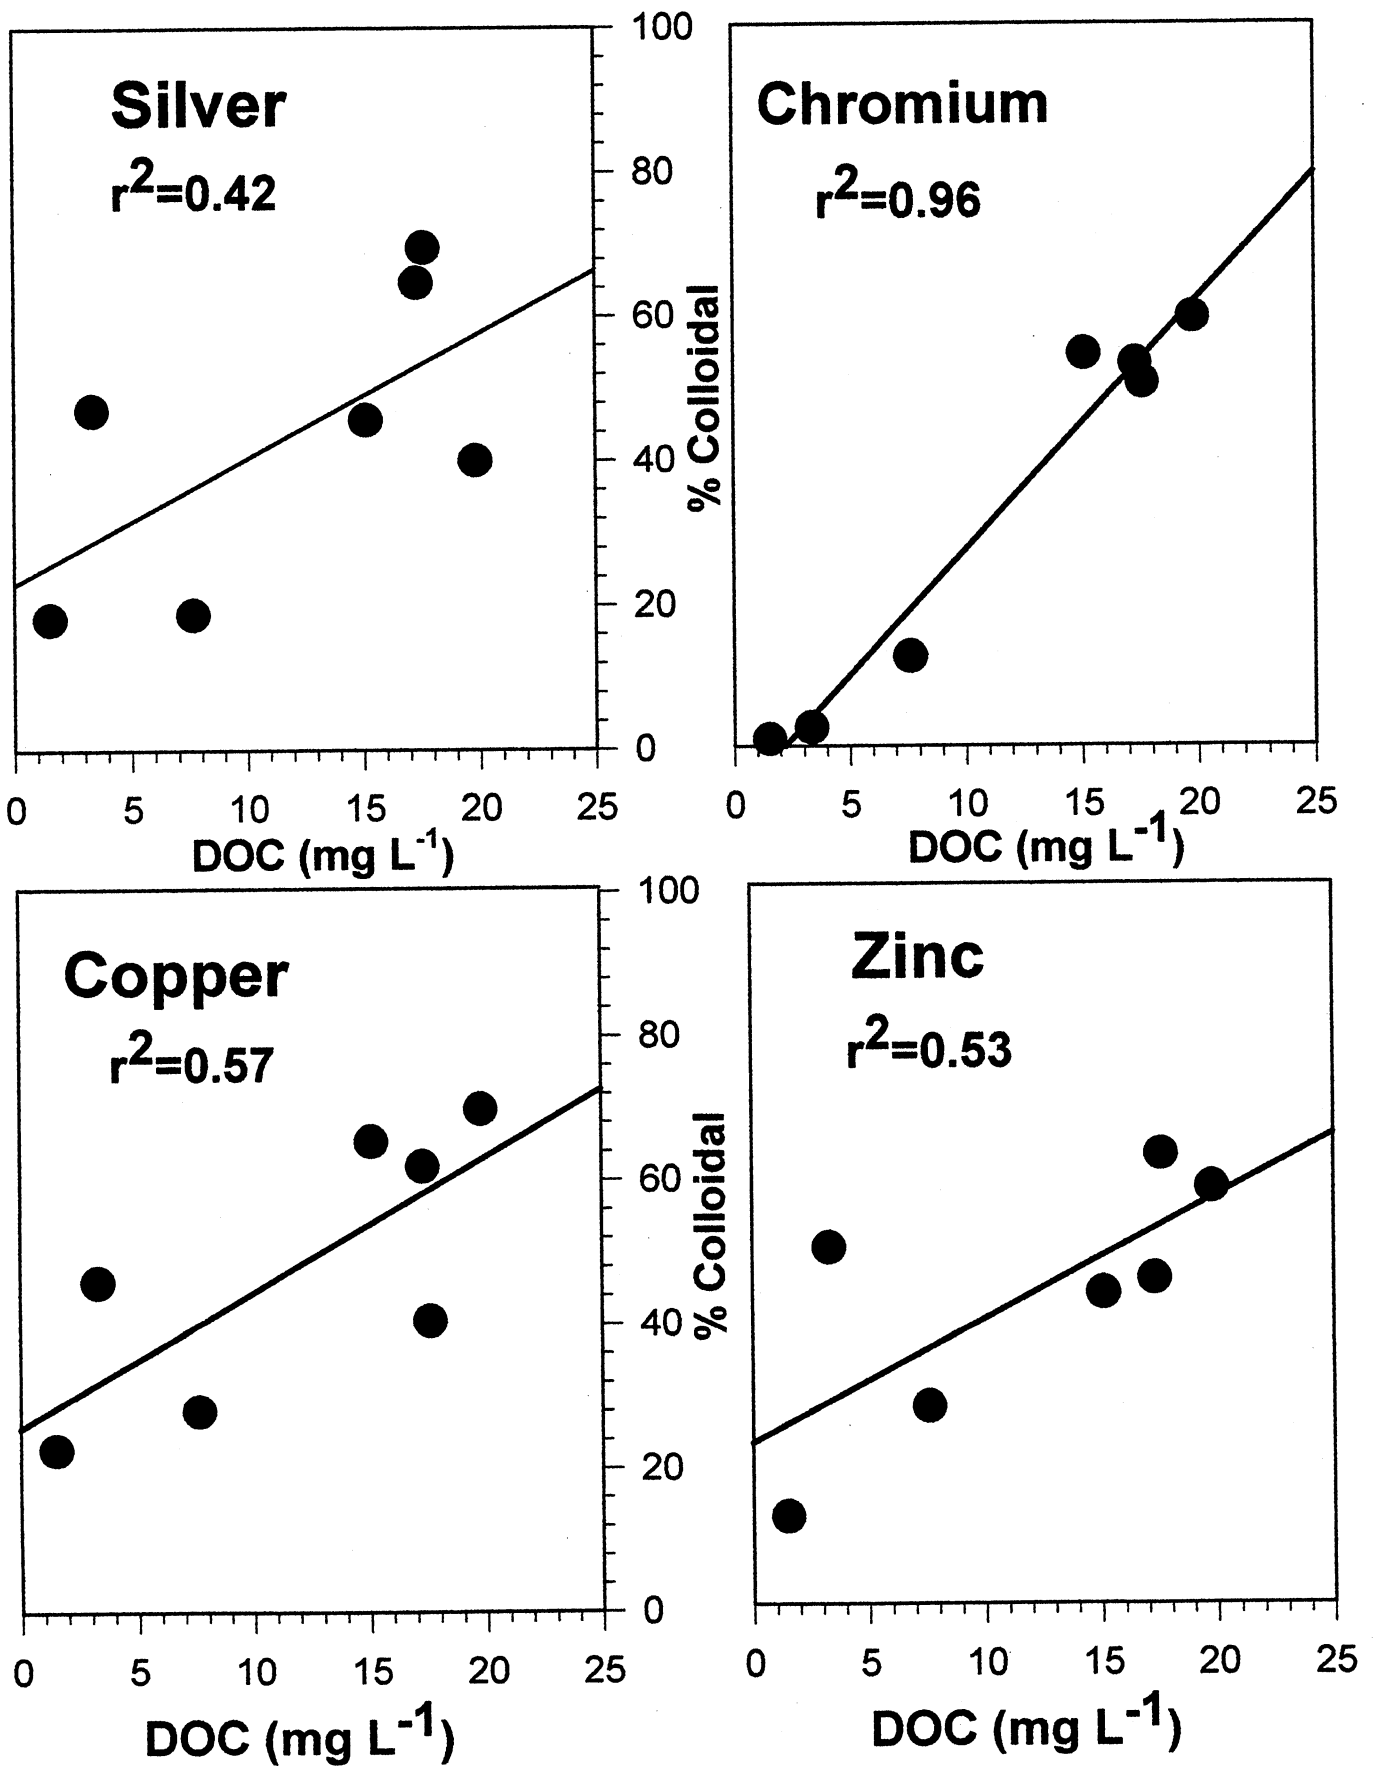 Silver
r²=0.42
100
80
60
40
20
0
% Colloidal
0 5 10 15 20 25
DOC (mg L⁻¹)
Chromium
r²=0.96
0 5 10 15 20 25
DOC (mg L⁻¹)
Copper
r²=0.57
100
80
60
40
20
0
% Colloidal
0 5 10 15 20 25
DOC (mg L⁻¹)
Zinc
r²=0.53
0 5 10 15 20 25
DOC (mg L⁻¹)